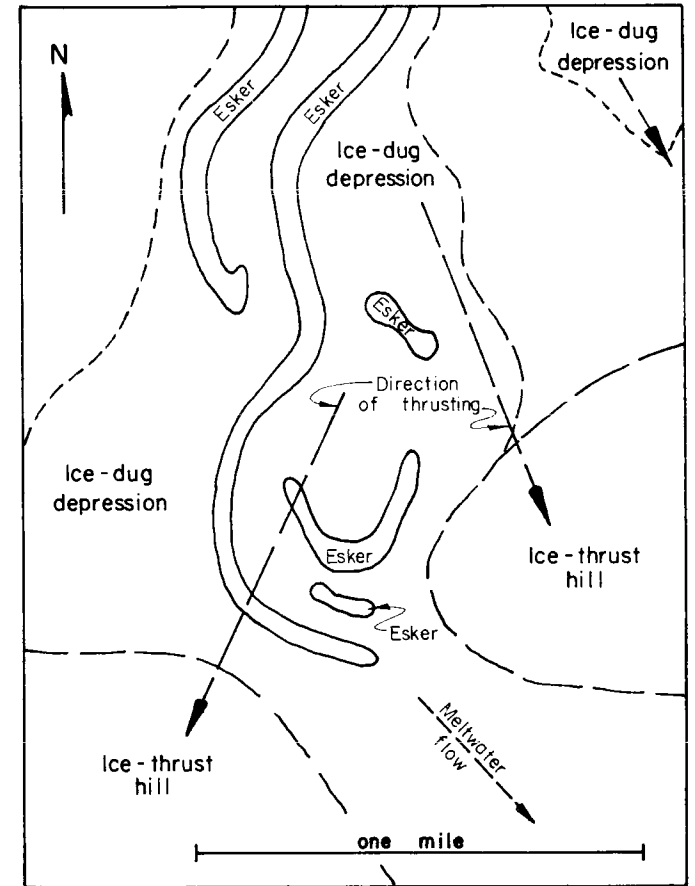 N
Esker
Esker
Ice-dug
depression
Ice-dug
depression
Esker
Direction
of thrusting
Ice-dug
depression
Esker
Esker
Ice-thrust
hill
Ice-thrust
hill
Meltwater
flow
one mile